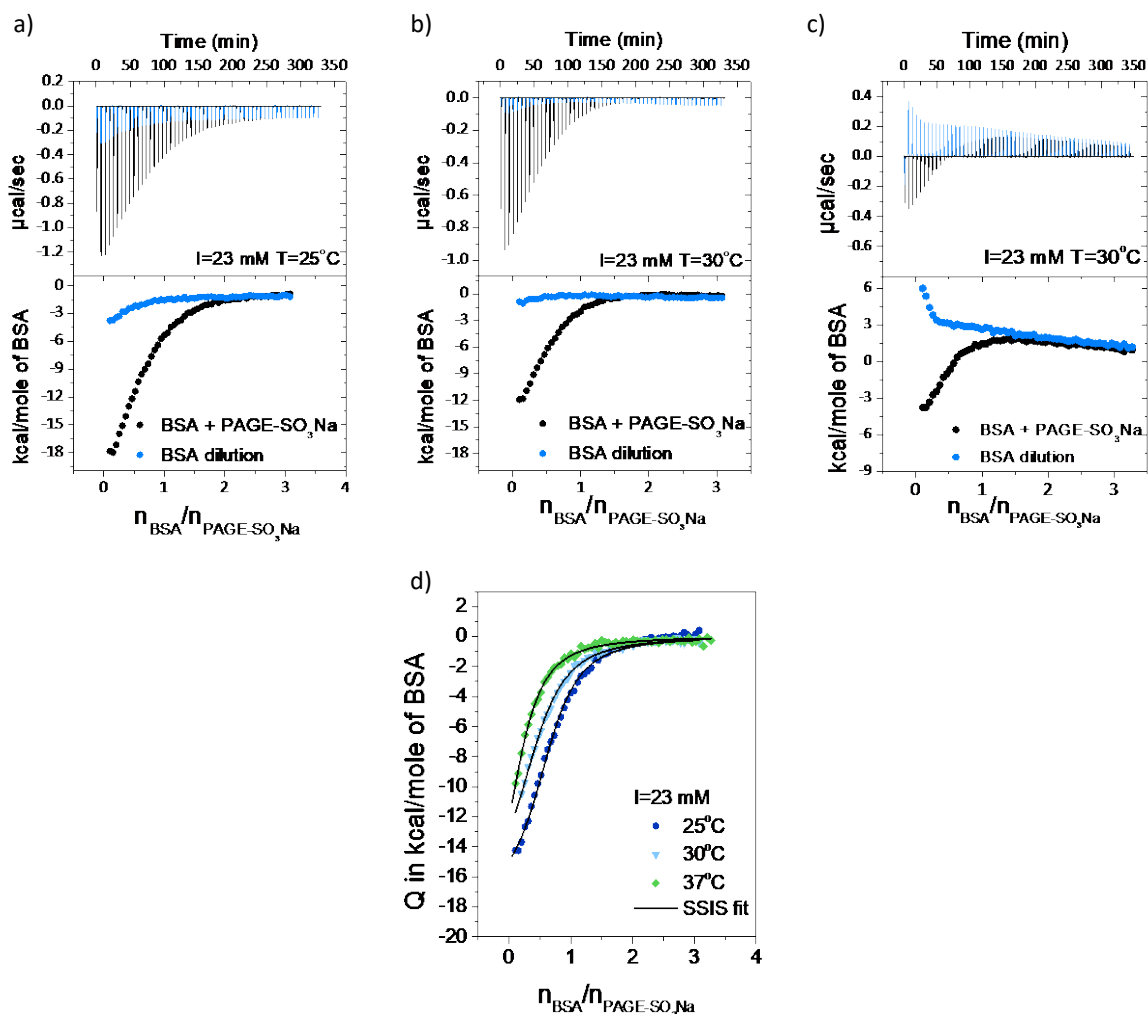 a)
Time (min)
0 50 100 150 200 250 300 350
0.2
0.0
-0.2
-0.4
-0.6
-0.8
-1.0
-1.2
µcal/sec
I=23 mM T=25°C
0
-3
-6
-9
-12
-15
-18
kcal/mole of BSA
BSA + PAGE-SO₃Na
BSA dilution
0 1 2 3 4
n_BSA/n_PAGE-SO₃Na
b)
Time (min)
0 50 100 150 200 250 300 350
0.0
-0.2
-0.4
-0.6
-0.8
-1.0
µcal/sec
I=23 mM T=30°C
0
-3
-6
-9
-12
-15
-18
kcal/mole of BSA
BSA + PAGE-SO₃Na
BSA dilution
0 1 2 3
n_BSA/n_PAGE-SO₃Na
c)
Time (min)
0 50 100 150 200 250 300 350
0.4
0.2
0.0
0.2
0.4
0.6
µcal/sec
I=23 mM T=30°C
6
3
0
-3
-6
-9
kcal/mole of BSA
BSA + PAGE-SO₃Na
BSA dilution
0 1 2 3
n_BSA/n_PAGE-SO₃Na
d)
2
0
-2
-4
-6
-8
-10
-12
-14
-16
-18
-20
Q in kcal/mole of BSA
I=23 mM
25°C
30°C
37°C
SSIS fit
0 1 2 3 4
n_BSA/n_PAGE-SO₃Na